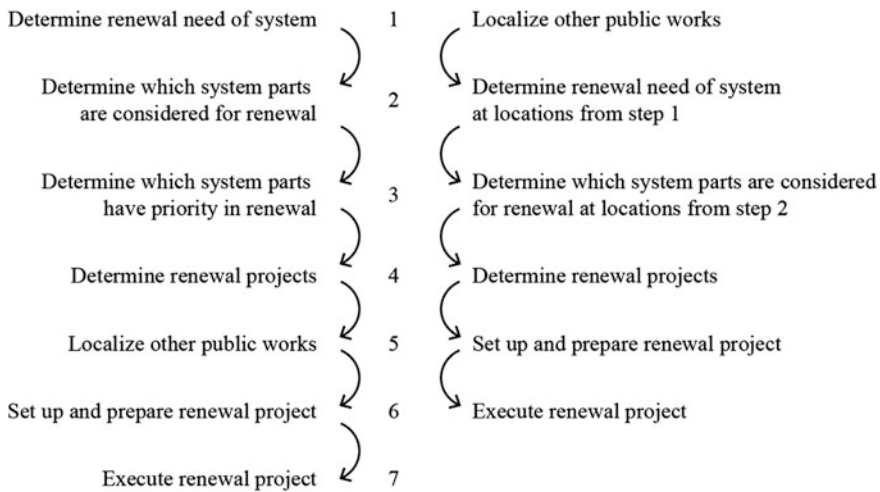 Determine renewal need of system 1 Localize other public works
Determine which system parts
are considered for renewal
2
Determine renewal need of system
at locations from step 1
Determine which system parts
have priority in renewal
3
Determine which system parts are considered
for renewal at locations from step 2
Determine renewal projects 4 Determine renewal projects
Localize other public works 5 Set up and prepare renewal project
Set up and prepare renewal project 6 Execute renewal project
Execute renewal project 7